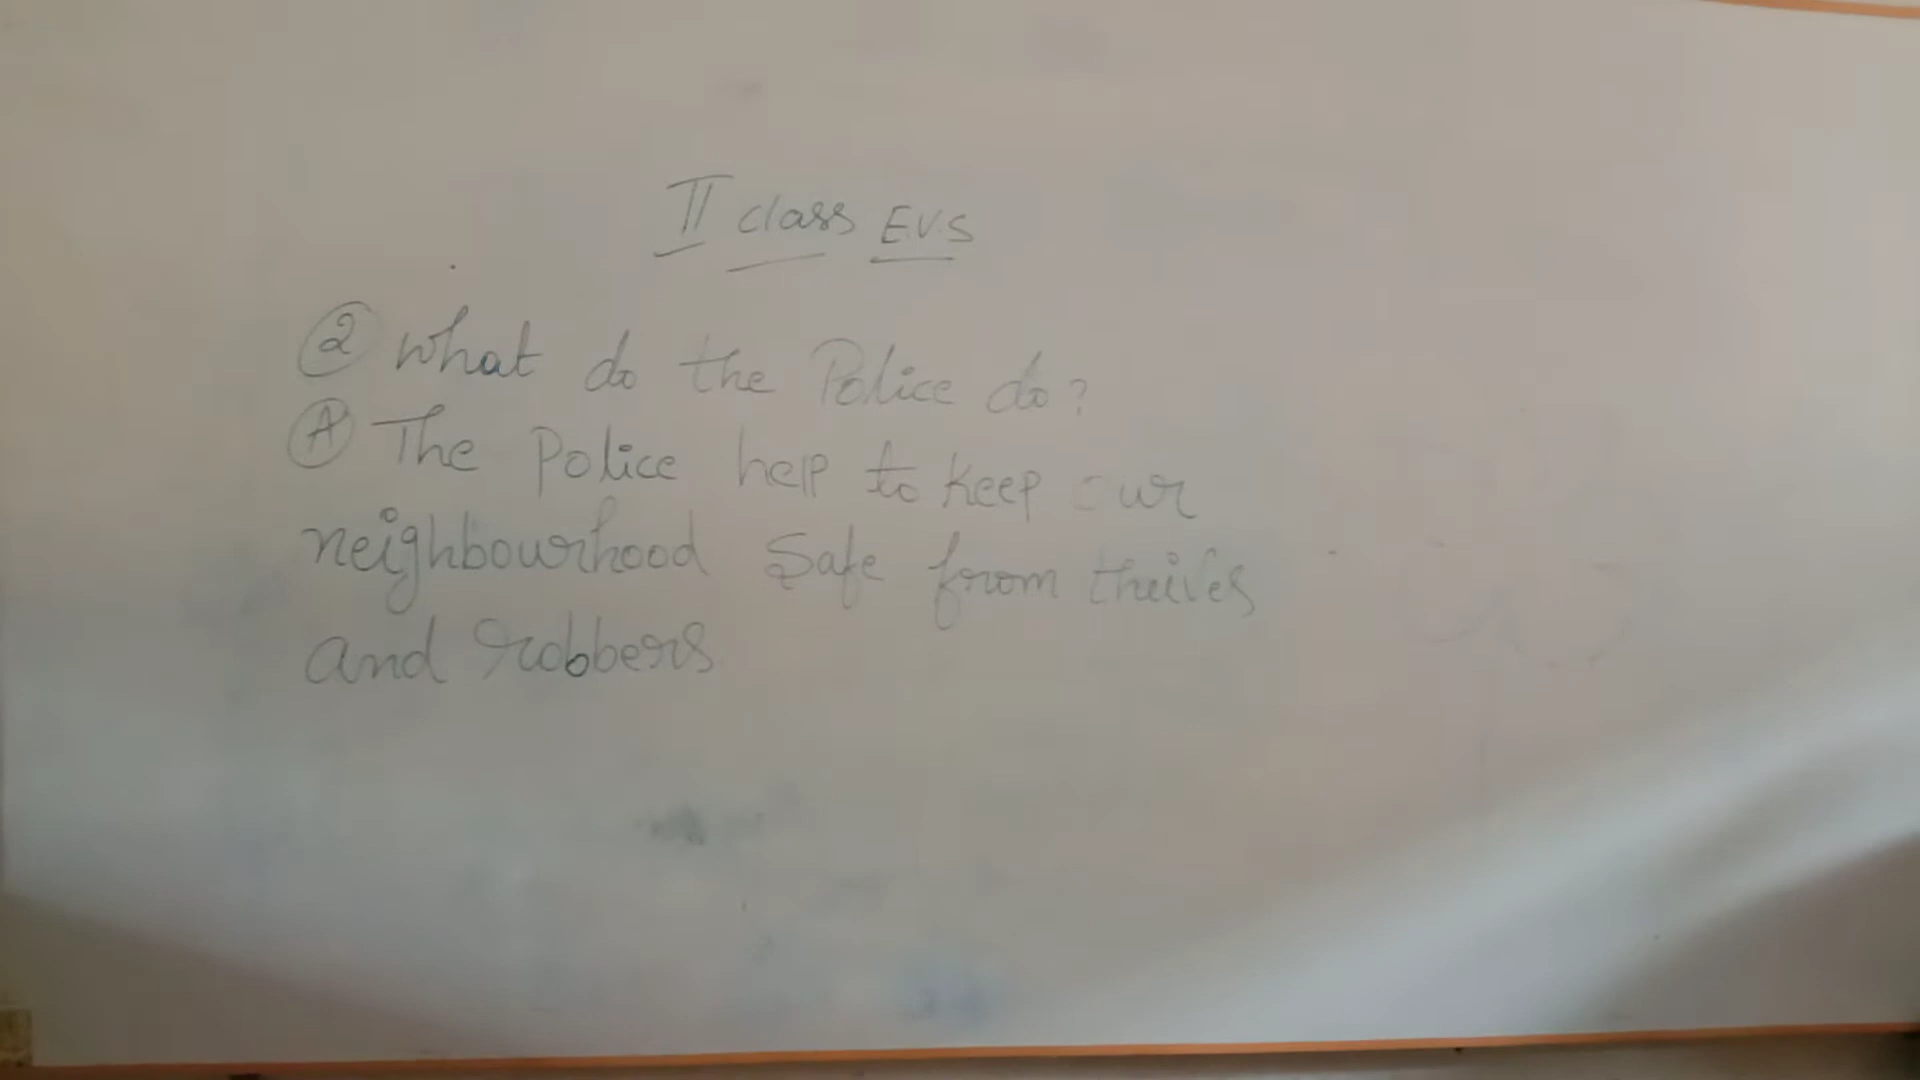 II class E.V.S
② What do the Police do?
Ⓐ The Police help to keep our
neighbourhood Safe from theives
and robbers